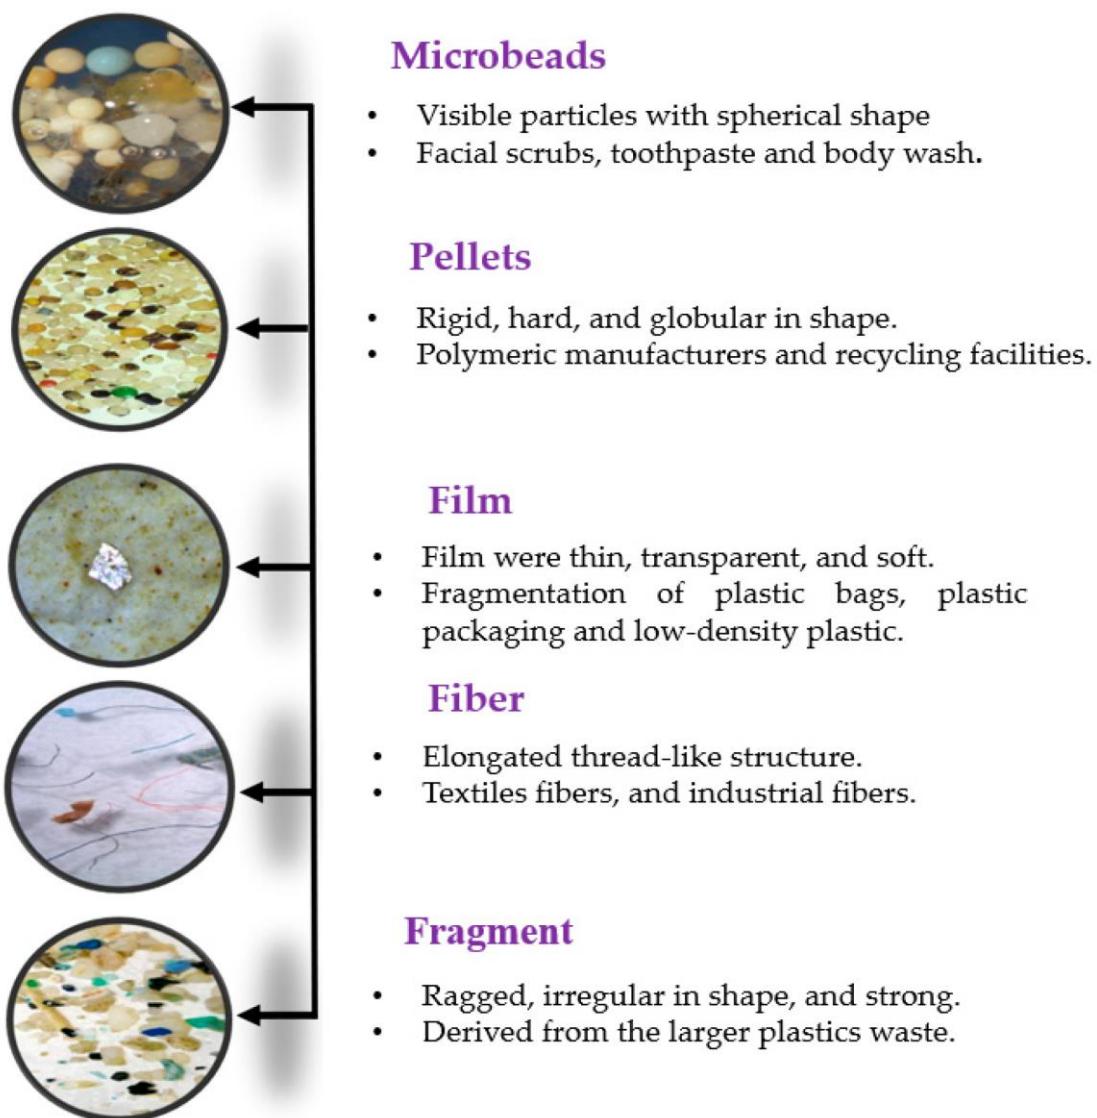 Microbeads
• Visible particles with spherical shape
• Facial scrubs, toothpaste and body wash.
Pellets
• Rigid, hard, and globular in shape.
• Polymeric manufacturers and recycling facilities.
Film
• Film were thin, transparent, and soft.
• Fragmentation of plastic bags, plastic
packaging and low-density plastic.
Fiber
• Elongated thread-like structure.
• Textiles fibers, and industrial fibers.
Fragment
• Ragged, irregular in shape, and strong.
• Derived from the larger plastics waste.